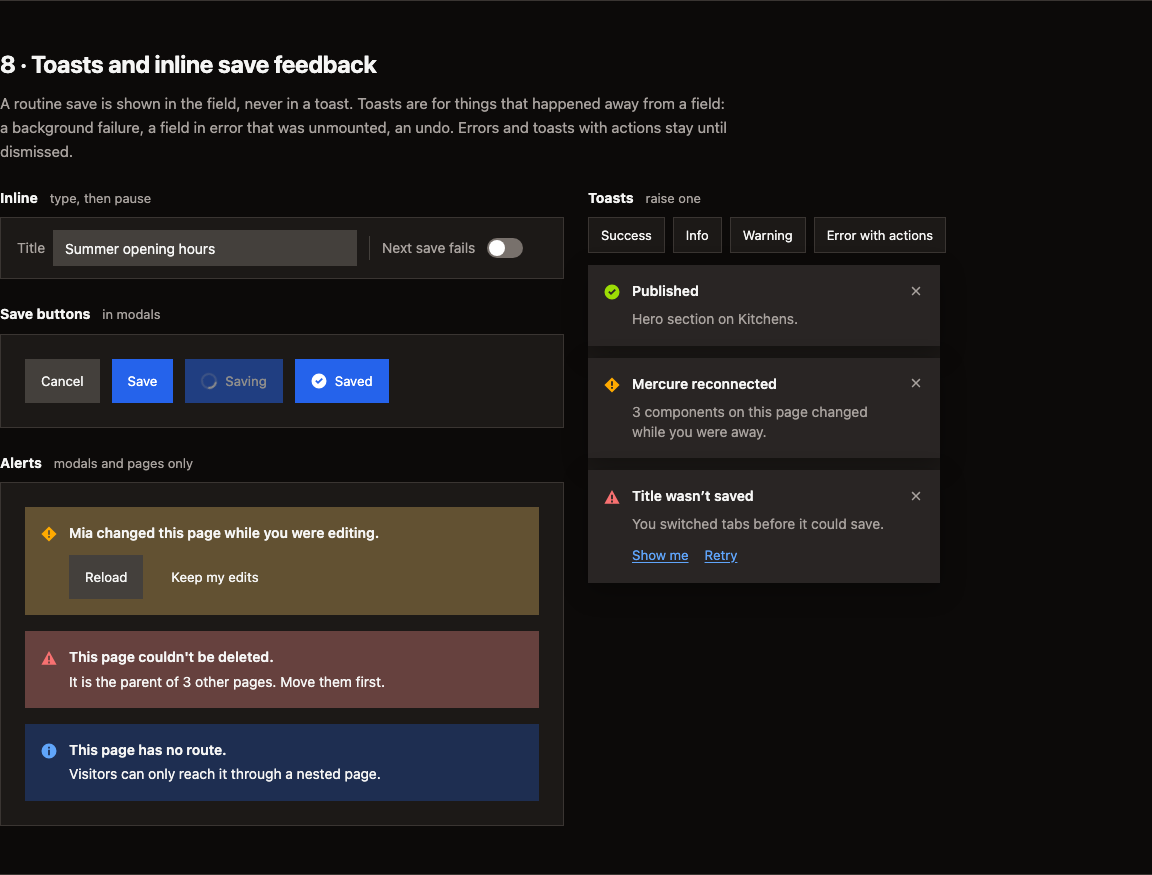 8 · Toasts and inline save feedback
A routine save is shown in the field, never in a toast. Toasts are for things that happened away from a field:
a background failure, a field in error that was unmounted, an undo. Errors and toasts with actions stay until
dismissed.
Inline type, then pause
Title Summer opening hours Next save fails
Save buttons in modals
Cancel Save Saving Saved
Alerts modals and pages only
Mia changed this page while you were editing.
Reload Keep my edits
This page couldn't be deleted.
It is the parent of 3 other pages. Move them first.
This page has no route.
Visitors can only reach it through a nested page.
Toasts raise one
Success Info Warning Error with actions
Published
Hero section on Kitchens.
Mercure reconnected
3 components on this page changed
while you were away.
Title wasn’t saved
You switched tabs before it could save.
Show me Retry